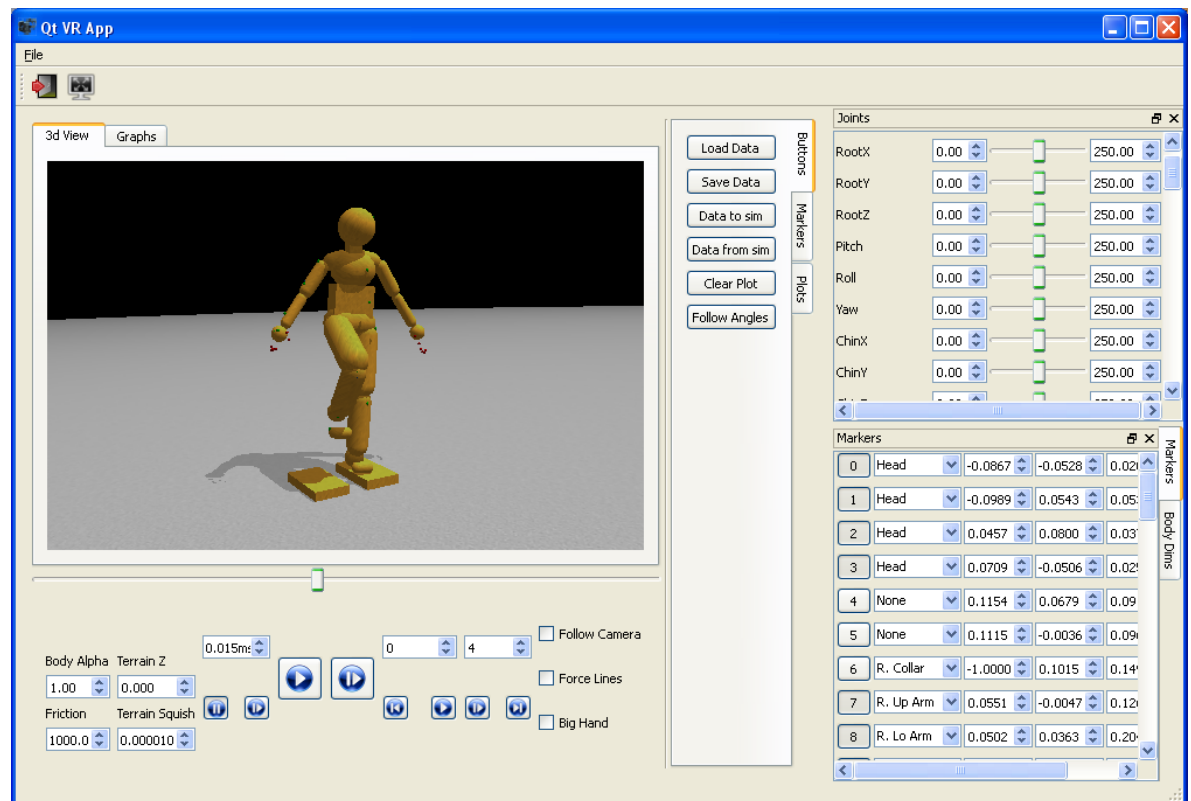 Qt VR App
File
3d View Graphs
Load Data
Save Data
Data to sim
Data from sim
Clear Plot
Follow Angles
Buttons
Markers
Plots
Joints
RootX 0.00 250.00
RootY 0.00 250.00
RootZ 0.00 250.00
Pitch 0.00 250.00
Roll 0.00 250.00
Yaw 0.00 250.00
ChinX 0.00 250.00
ChinY 0.00 250.00
Markers
0 Head -0.0867 -0.0528
1 Head -0.0989 0.0543
2 Head 0.0457 0.0800
3 Head 0.0709 -0.0506
4 None 0.1154 0.0679 0.09
5 None 0.1115 -0.0036
6 R. Collar -1.0000 0.1015
7 R. Up Arm 0.0551 -0.0047
8 R. Lo Arm 0.0502 0.0363
Markers
Body Dims
0.015ms 0 4
Follow Camera
Force Lines
Big Hand
Body Alpha Terrain Z
1.00 0.000
Friction Terrain Squish
1000.0 0.000010